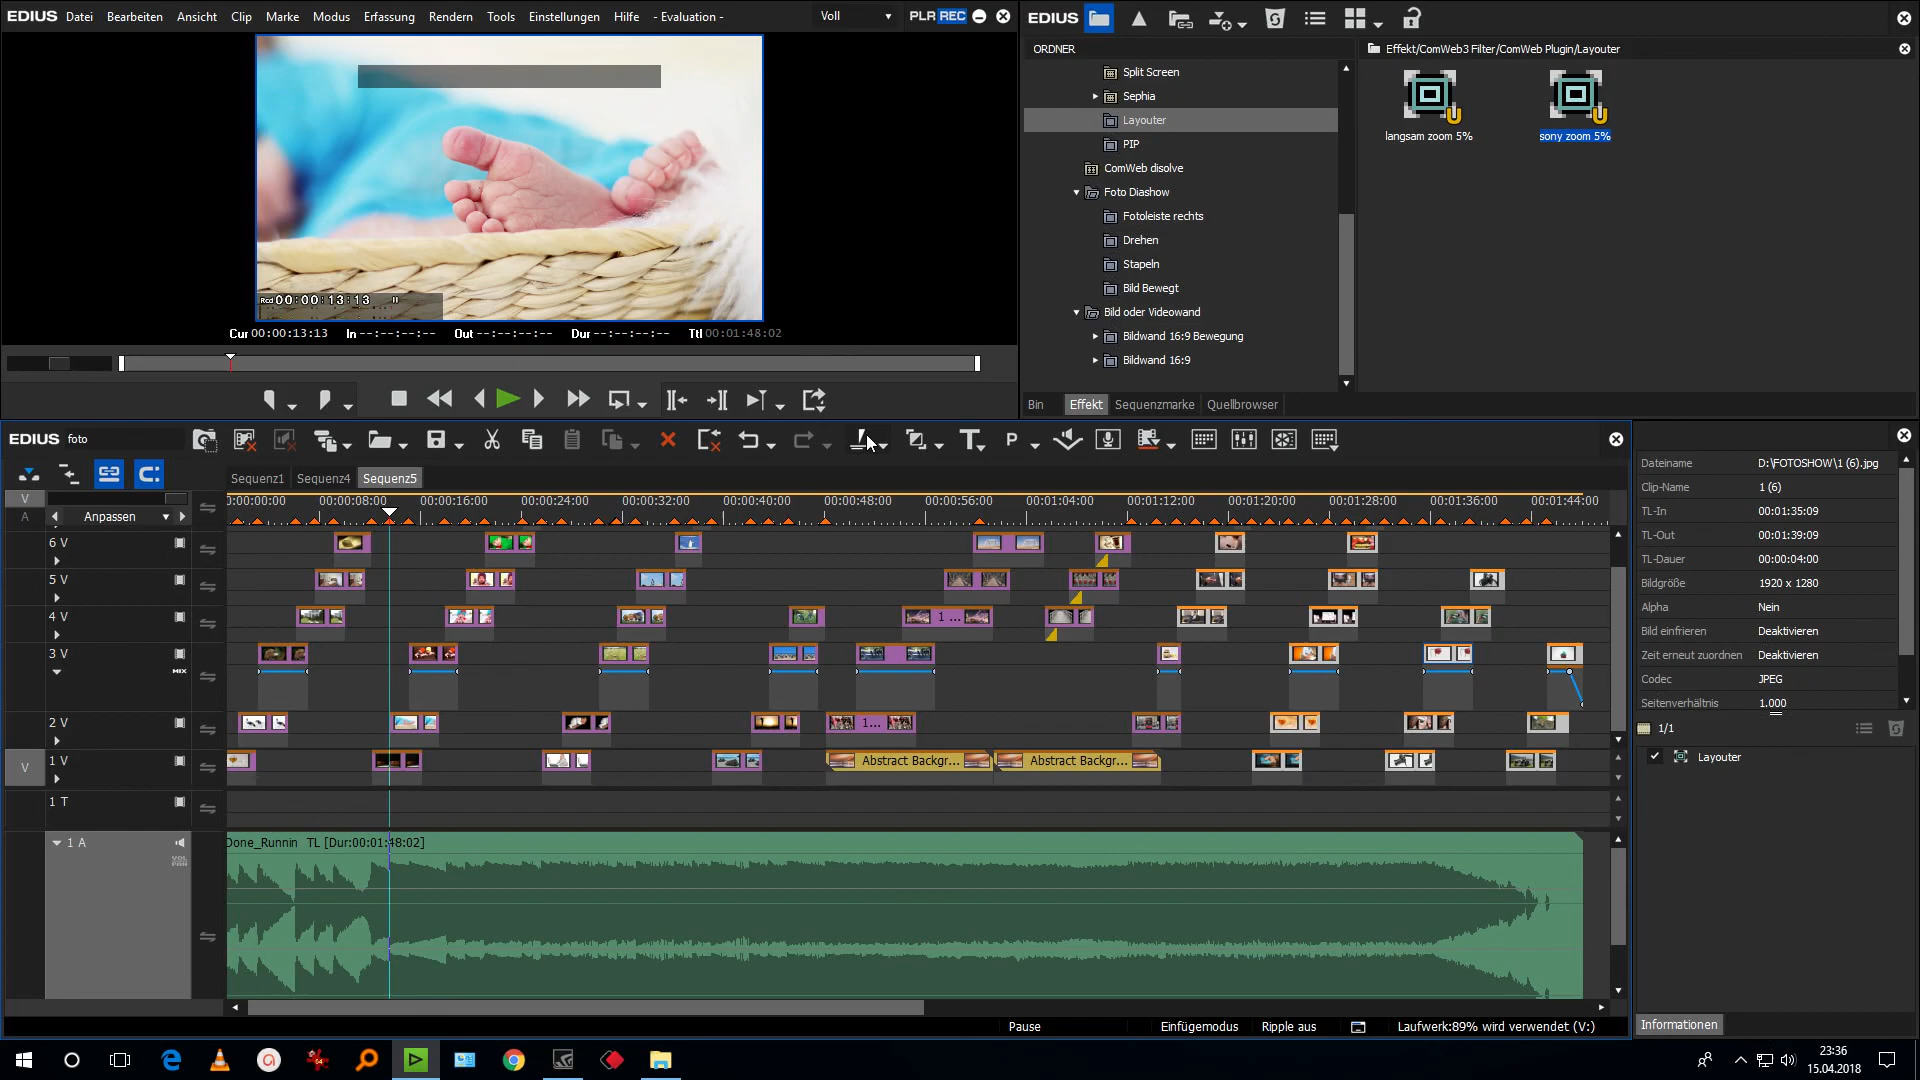 EDIUS Datei Bearbeiten Ansicht Clip Marke Modus Erfassung Rendern Tools Einstellungen Hilfe - Evaluation - Voll PLR REC
Rcd 00:00:13:13
Cur 00:00:13:13 In --:--:--:-- Out --:--:--:-- Dur --:--:--:-- Ttl 00:01:48:02
EDIUS
ORDNER
Effekt/ComWeb3 Filter/ComWeb Plugin/Layouter
Split Screen
Sephia
Layouter
PIP
ComWeb disolve
Foto Diashow
Fotoleiste rechts
Drehen
Stapeln
Bild Bewegt
Bild oder Videowand
Bildwand 16:9 Bewegung
Bildwand 16:9
langsam zoom 5%
sony zoom 5%
Bin Effekt Sequenzmarke Quellbrowser
EDIUS foto
Sequenz1 Sequenz4 Sequenz5
0:00:00:00 00:00:08:00 00:00:16:00 00:00:24:00 00:00:32:00 00:00:40:00 00:00:48:00 00:00:56:00 00:01:04:00 00:01:12:00 00:01:20:00 00:01:28:00 00:01:36:00 00:01:44:00
V
A
Anpassen
6 V
5 V
4 V
1 ...
3 V
MIX
2 V
1...
V
1 V
Abstract Backgr...
Abstract Backgr...
1 T
1 A
VOL
PAN
Done_Runnin TL [Dur:00:01:48:02]
Pause Einfügemodus Ripple aus Laufwerk:89% wird verwendet (V:)
Dateiname D:\FOTOSHOW\1 (6).jpg
Clip-Name 1 (6)
TL-In 00:01:35:09
TL-Out 00:01:39:09
TL-Dauer 00:00:04:00
Bildgröße 1920 x 1280
Alpha Nein
Bild einfrieren Deaktivieren
Zeit erneut zuordnen Deaktivieren
Codec JPEG
Seitenverhältnis 1.000
1/1
Layouter
Informationen
23:36
15.04.2018